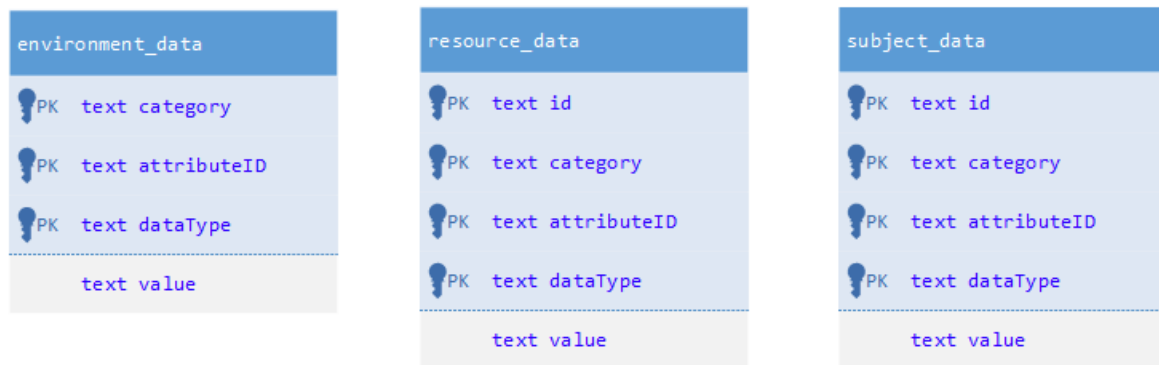 environment_data
PK text category
PK text attributeID
PK text dataType
text value
resource_data
PK text id
PK text category
PK text attributeID
PK text dataType
text value
subject_data
PK text id
PK text category
PK text attributeID
PK text dataType
text value